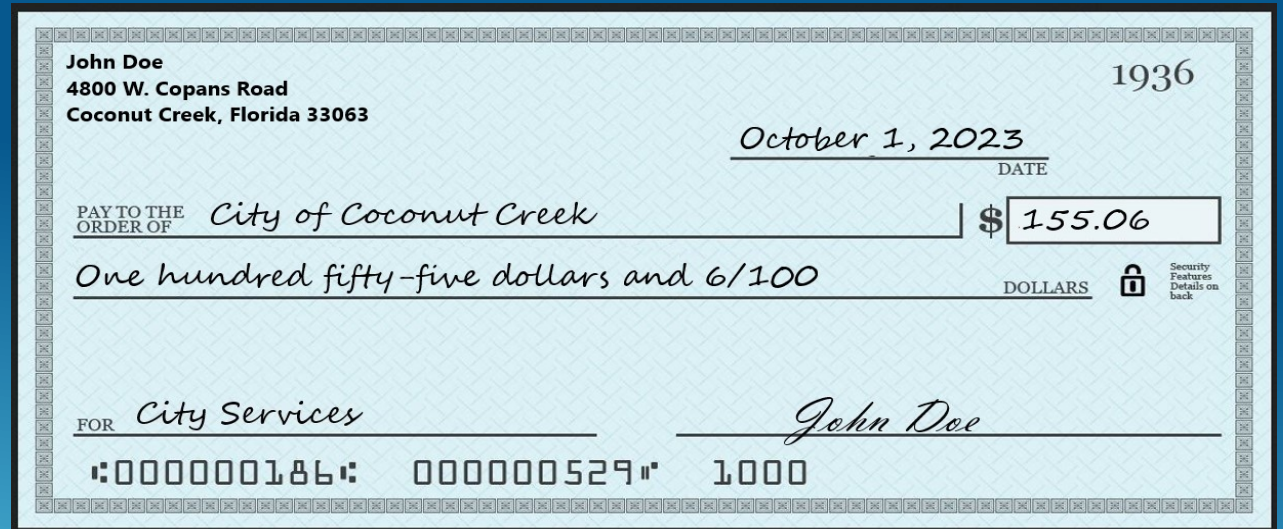 John Doe
4800 W. Copans Road
Coconut Creek, Florida 33063
1936
October 1, 2023
DATE
PAY TO THE
ORDER OF
City of Coconut Creek
$ 155.06
One hundred fifty-five dollars and 6/100
DOLLARS
Security
Features
Details on
back
FOR City Services
John Doe
⑆000000186⑆ 000000529⑈ 1000